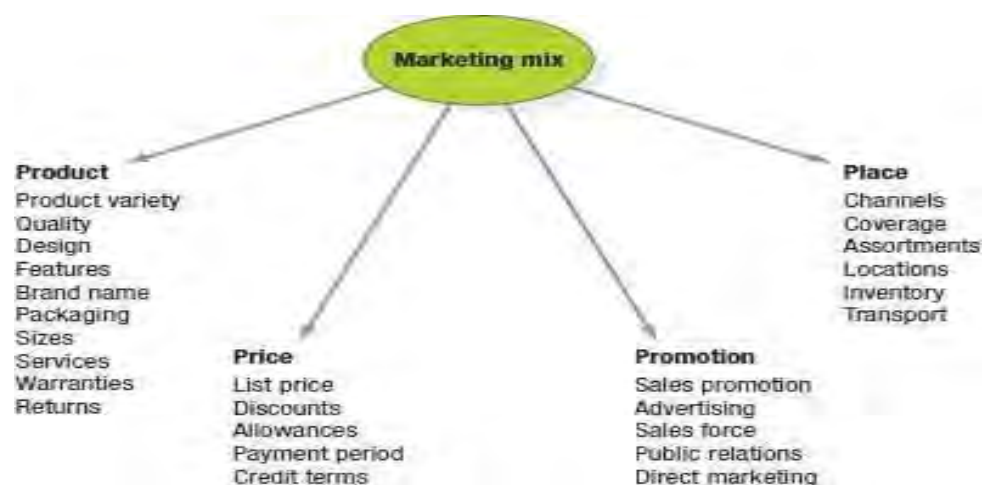 Marketing mix
Product
Product variety
Quality
Design
Features
Brand name
Packaging
Sizes
Services
Warranties
Returns
Price
List price
Discounts
Allowances
Payment period
Credit terms
Promotion
Sales promotion
Advertising
Sales force
Public relations
Direct marketing
Place
Channels
Coverage
Assortments
Locations
Inventory
Transport